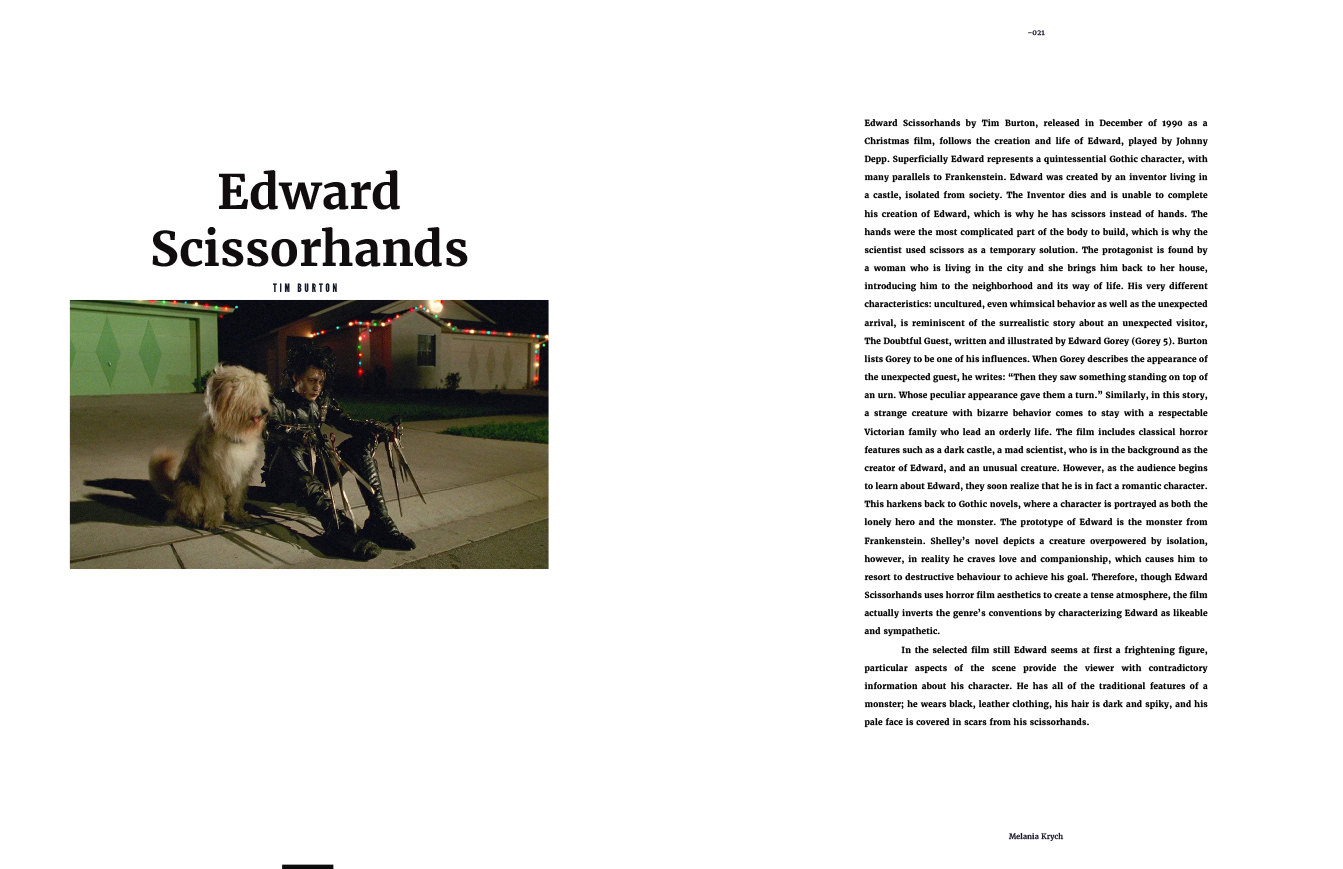 Edward
Scissorhands
TIM BURTON
-021
Edward Scissorhands by Tim Burton, released in December of 1990 as a
Christmas film, follows the creation and life of Edward, played by Johnny
Depp. Superficially Edward represents a quintessential Gothic character, with
many parallels to Frankenstein. Edward was created by an inventor living in
a castle, isolated from society. The Inventor dies and is unable to complete
his creation of Edward, which is why he has scissors instead of hands. The
hands were the most complicated part of the body to build, which is why the
scientist used scissors as a temporary solution. The protagonist is found by
a woman who is living in the city and she brings him back to her house,
introducing him to the neighborhood and its way of life. His very different
characteristics: uncultured, even whimsical behavior as well as the unexpected
arrival, is reminiscent of the surrealistic story about an unexpected visitor,
The Doubtful Guest, written and illustrated by Edward Gorey (Gorey 5). Burton
lists Gorey to be one of his influences. When Gorey describes the appearance of
the unexpected guest, he writes: “Then they saw something standing on top of
an urn. Whose peculiar appearance gave them a turn.” Similarly, in this story,
a strange creature with bizarre behavior comes to stay with a respectable
Victorian family who lead an orderly life. The film includes classical horror
features such as a dark castle, a mad scientist, who is in the background as the
creator of Edward, and an unusual creature. However, as the audience begins
to learn about Edward, they soon realize that he is in fact a romantic character.
This harkens back to Gothic novels, where a character is portrayed as both the
lonely hero and the monster. The prototype of Edward is the monster from
Frankenstein. Shelley’s novel depicts a creature overpowered by isolation,
however, in reality he craves love and companionship, which causes him to
resort to destructive behaviour to achieve his goal. Therefore, though Edward
Scissorhands uses horror film aesthetics to create a tense atmosphere, the film
actually inverts the genre’s conventions by characterizing Edward as likeable
and sympathetic.
In the selected film still Edward seems at first a frightening figure,
particular aspects of the scene provide the viewer with contradictory
information about his character. He has all of the traditional features of a
monster; he wears black, leather clothing, his hair is dark and spiky, and his
pale face is covered in scars from his scissorhands.
Melania Krych